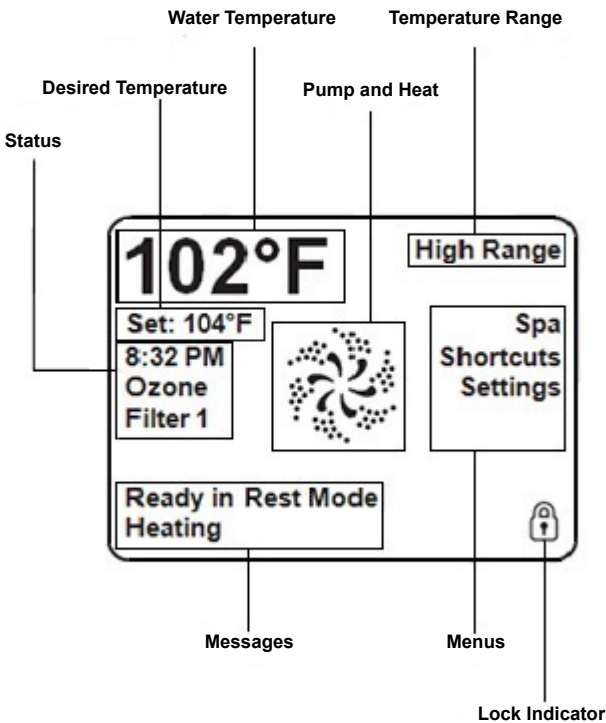 Water Temperature
Temperature Range
Desired Temperature
Pump and Heat
Status
102°F
High Range
Set: 104°F
8:32 PM
Ozone
Filter 1
Spa
Shortcuts
Settings
Ready in Rest Mode
Heating
Messages
Menus
Lock Indicator